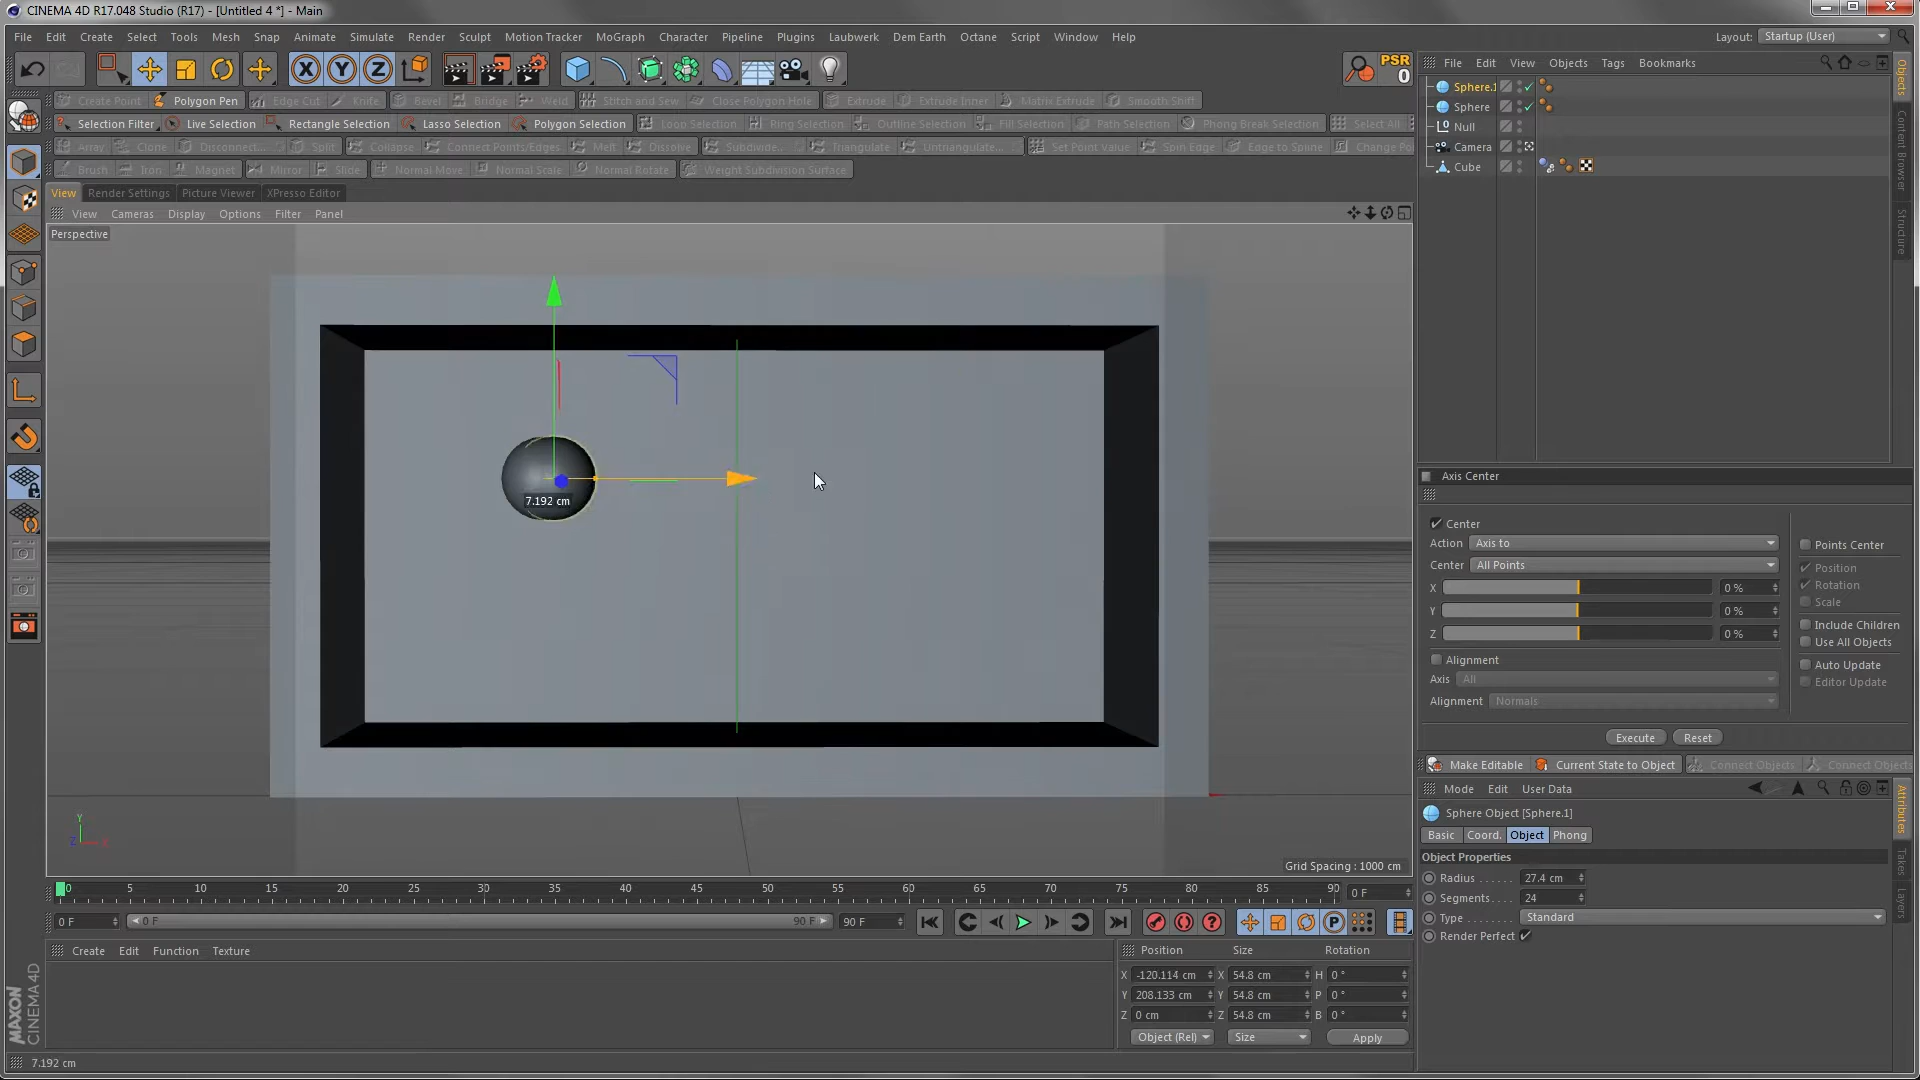 CINEMA 4D R17.048 Studio (R17) - [Untitled 4 *] - Main
File Edit Create Select Tools Mesh Snap Animate Simulate Render Sculpt Motion Tracker MoGraph Character Pipeline Plugins Laubwerk Dem Earth Octane Script Window Help
Layout: Startup (User)
X Y Z
PSR
0
Create Point Polygon Pen Edge Cut Knife Bevel Bridge Weld Stitch and Sew Close Polygon Hole Extrude Extrude Inner Matrix Extrude Smooth Shift
Selection Filter Live Selection Rectangle Selection Lasso Selection Polygon Selection Loop Selection Ring Selection Outline Selection Fill Selection Path Selection Phong Break Selection Select All
Array Clone Disconnect... Split Collapse Connect Points/Edges Melt Dissolve Subdivide... Triangulate Untriangulate... Set Point Value Spin Edge Edge to Spline Change Po
Brush Iron Magnet Mirror Slide Normal Move Normal Scale Normal Rotate Weight Subdivision Surface
View Render Settings Picture Viewer XPresso Editor
View Cameras Display Options Filter Panel
Perspective
7.192 cm
Y
Z
X
Grid Spacing : 1000 cm
0 5 10 15 20 25 30 35 40 45 50 55 60 65 70 75 80 85 90 0 F
0 F 0 F 90 F 90 F
P
Create Edit Function Texture
Position Size Rotation
X -120.114 cm X 54.8 cm H 0 °
Y 208.133 cm Y 54.8 cm P 0 °
Z 0 cm Z 54.8 cm B 0 °
Object (Rel) Size Apply
MAXON
CINEMA 4D
7.192 cm
File Edit View Objects Tags Bookmarks
Sphere.1
Sphere
Null
Camera
Cube
Objects
Content Browser
Structure
Axis Center
Center
Action Axis to
Center All Points
X 0 %
Y 0 %
Z 0 %
Points Center
Position
Rotation
Scale
Include Children
Use All Objects
Auto Update
Editor Update
Alignment
Axis All
Alignment Normals
Execute Reset
Make Editable Current State to Object Connect Objects Connect Objects
Mode Edit User Data
Sphere Object [Sphere.1]
Basic Coord. Object Phong
Object Properties
Radius . . . . . . 27.4 cm
Segments. . . . 24
Type . . . . . . . . Standard
Render Perfect
Attributes
Takes
Layers